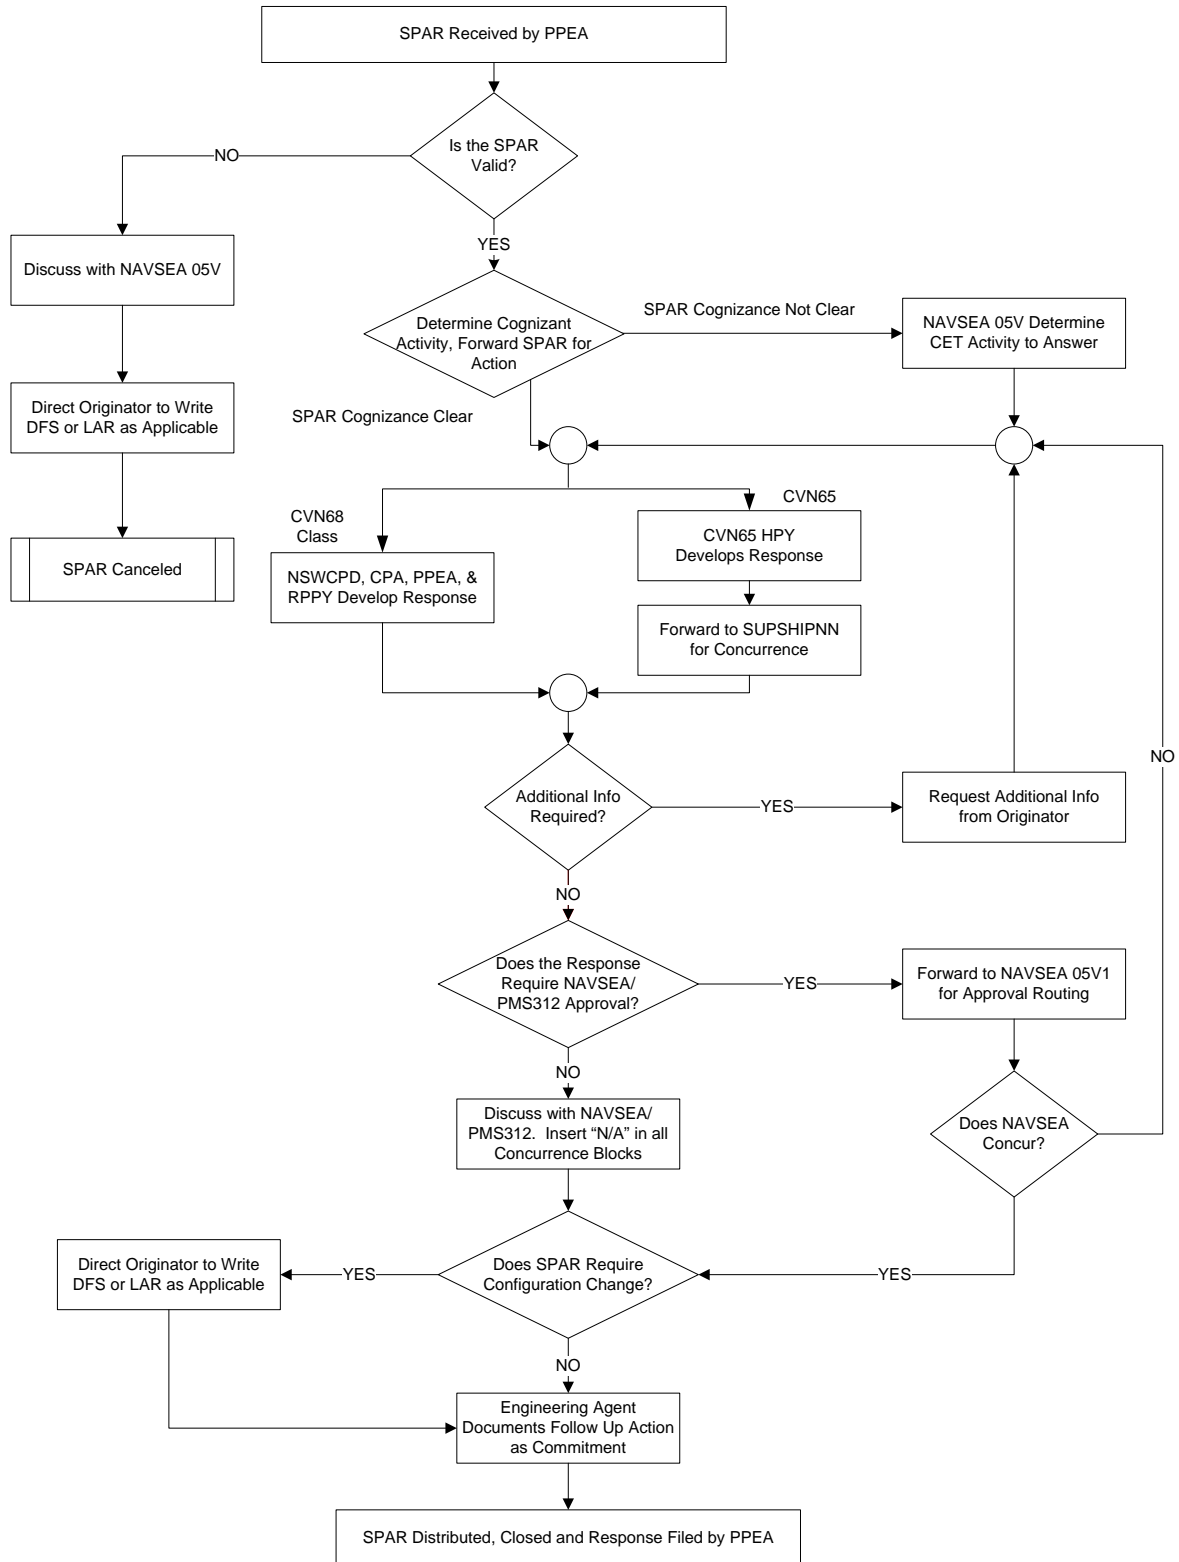 SPAR Received by PPEA
Is the SPAR
Valid?
NO
YES
Discuss with NAVSEA 05V
Determine Cognizant
Activity, Forward SPAR for
Action
SPAR Cognizance Not Clear
NAVSEA 05V Determine
CET Activity to Answer
Direct Originator to Write
DFS or LAR as Applicable
SPAR Cognizance Clear
SPAR Canceled
CVN68
Class
CVN65
NSWCPD, CPA, PPEA, &
RPPY Develop Response
CVN65 HPY
Develops Response
Forward to SUPSHIPNN
for Concurrence
Additional Info
Required?
YES
Request Additional Info
from Originator
NO
NO
Does the Response
Require NAVSEA/
PMS312 Approval?
YES
Forward to NAVSEA 05V1
for Approval Routing
NO
Discuss with NAVSEA/
PMS312. Insert “N/A” in all
Concurrence Blocks
Does NAVSEA
Concur?
Direct Originator to Write
DFS or LAR as Applicable
YES
Does SPAR Require
Configuration Change?
YES
NO
Engineering Agent
Documents Follow Up Action
as Commitment
SPAR Distributed, Closed and Response Filed by PPEA